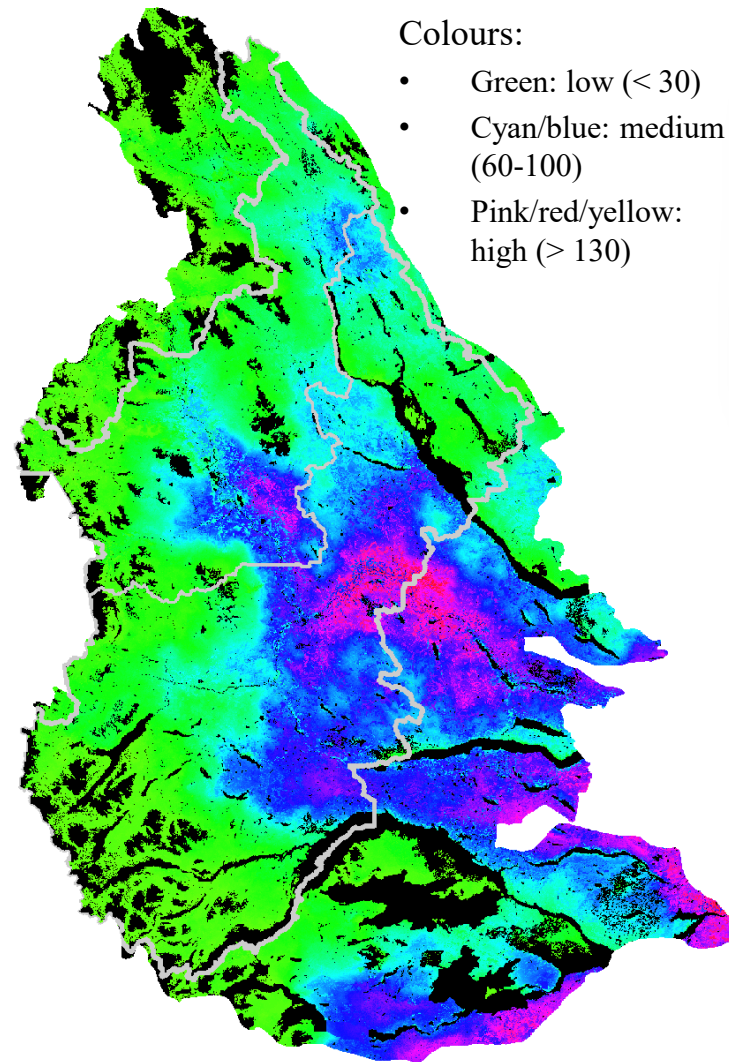 Colours:
• Green: low (< 30)
• Cyan/blue: medium
(60-100)
• Pink/red/yellow:
high (> 130)